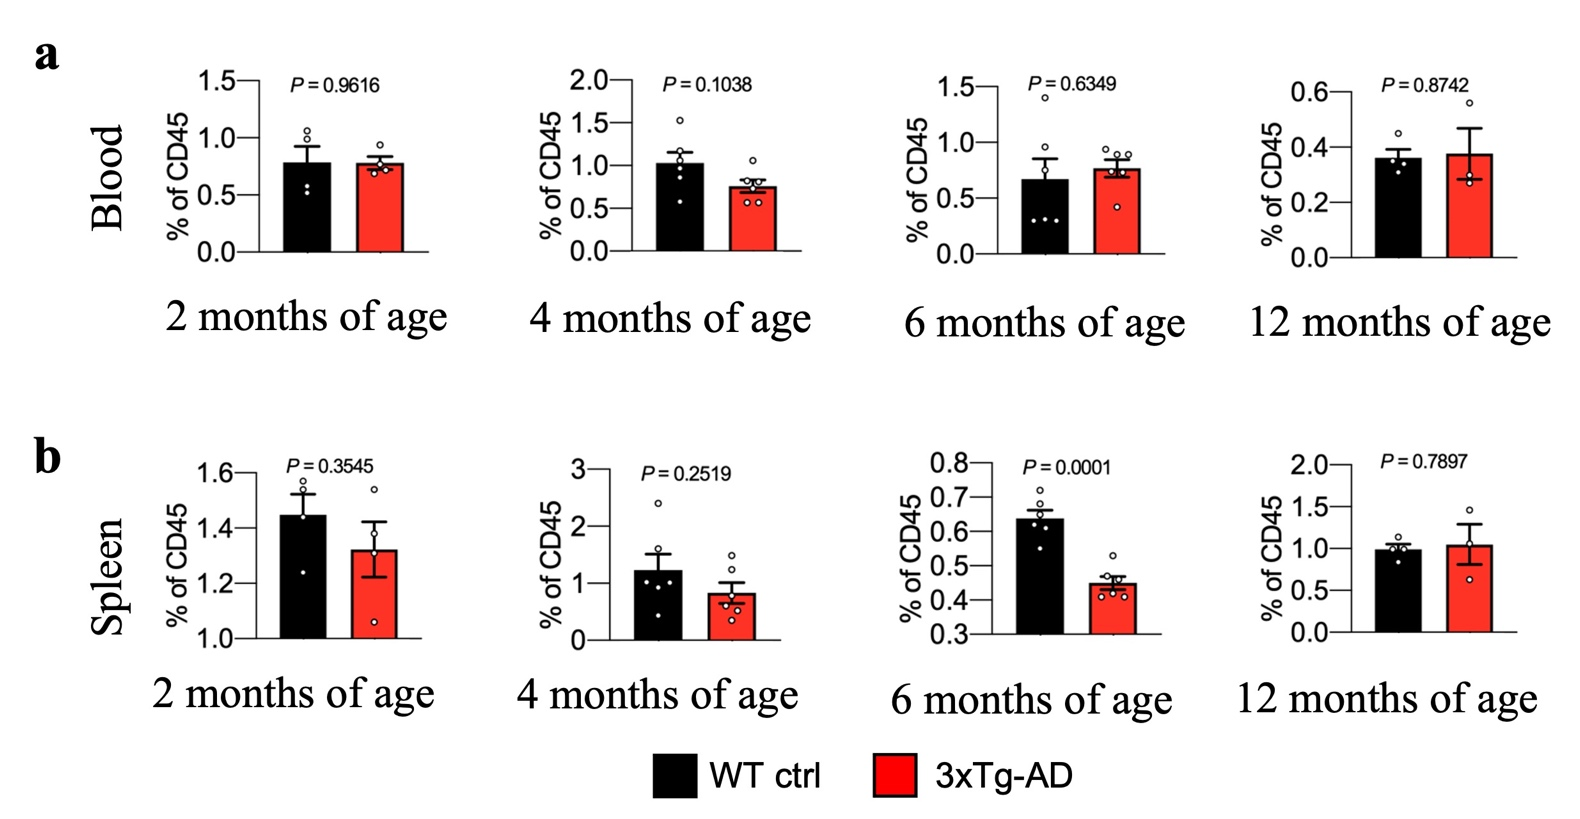 a
Blood
% of CD45
1.5
1.0
0.5
0.0
P = 0.9616
2 months of age
% of CD45
2.0
1.5
1.0
0.5
0.0
P = 0.1038
4 months of age
% of CD45
1.5
1.0
0.5
0.0
P = 0.6349
6 months of age
% of CD45
0.6
0.4
0.2
0.0
P = 0.8742
12 months of age
b
Spleen
% of CD45
1.6
1.4
1.2
1.0
P = 0.3545
2 months of age
% of CD45
3
2
1
0
P = 0.2519
4 months of age
% of CD45
0.8
0.7
0.6
0.5
0.4
0.3
P = 0.0001
6 months of age
% of CD45
2.0
1.5
1.0
0.5
0.0
P = 0.7897
12 months of age
WT ctrl
3xTg-AD